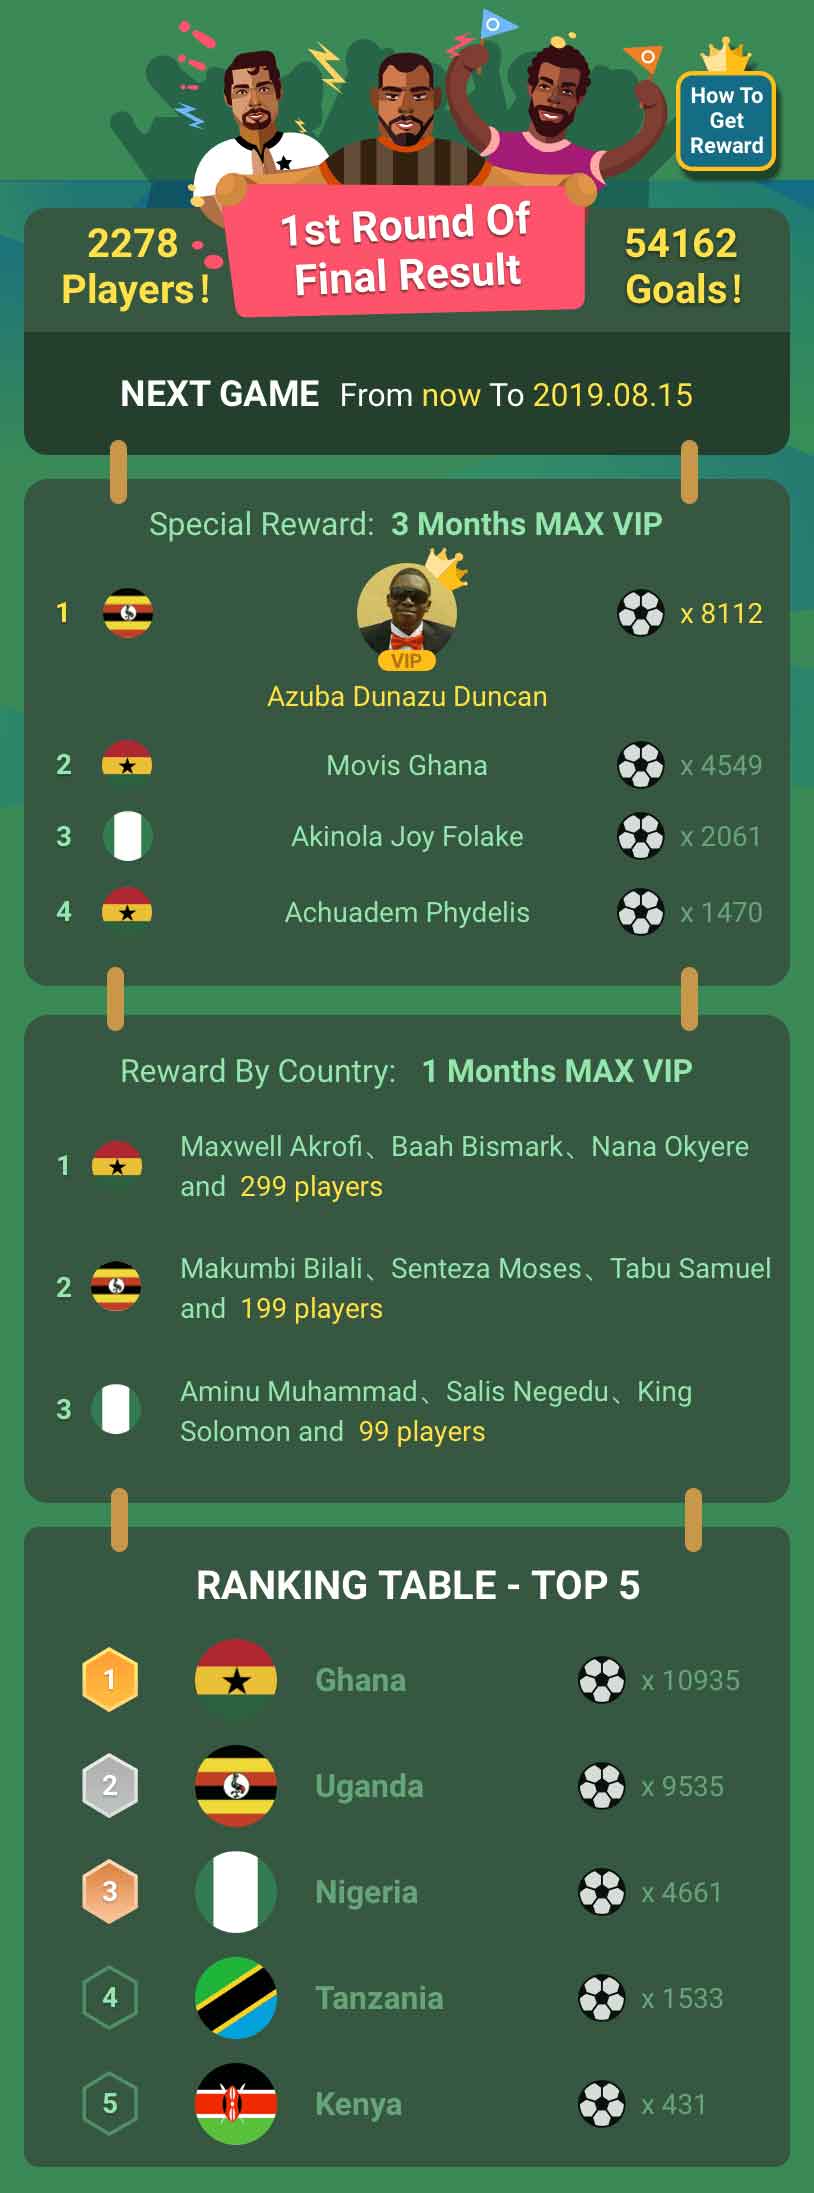 How To
Get
Reward
2278
Players!
1st Round Of
Final Result
54162
Goals!
NEXT GAME From now To 2019.08.15
Special Reward: 3 Months MAX VIP
1 x 8112
VIP
Azuba Dunazu Duncan
2 Movis Ghana x 4549
3 Akinola Joy Folake x 2061
4 Achuadem Phydelis x 1470
Reward By Country: 1 Months MAX VIP
1 Maxwell Akrofi、Baah Bismark、Nana Okyere
and 299 players
2 Makumbi Bilali、Senteza Moses、Tabu Samuel
and 199 players
3 Aminu Muhammad、Salis Negedu、King
Solomon and 99 players
RANKING TABLE - TOP 5
1 Ghana x 10935
2 Uganda x 9535
3 Nigeria x 4661
4 Tanzania x 1533
5 Kenya x 431